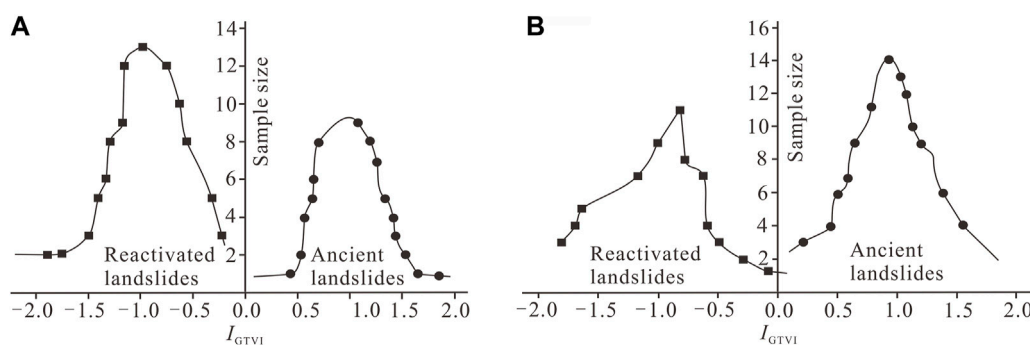 A
14
12
10
8
6
4
2
Sample size
Reactivated
landslides
Ancient
landslides
−2.0 −1.5 −1.0 −0.5 0.0 0.5 1.0 1.5 2.0
IGTVI
B
16
14
12
10
8
6
4
2
Sample size
Reactivated
landslides
Ancient
landslides
−2.0 −1.5 −1.0 −0.5 0.0 0.5 1.0 1.5 2.0
IGTVI